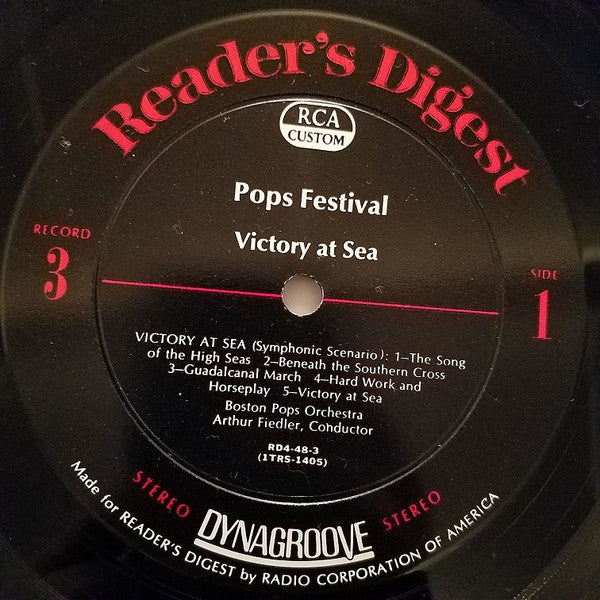 Reader's Digest
RCA
CUSTOM
Pops Festival
Victory at Sea
RECORD
3
SIDE
1
VICTORY AT SEA (Symphonic Scenario): 1—The Song
of the High Seas 2—Beneath the Southern Cross
3—Guadalcanal March 4—Hard Work and
Horseplay 5—Victory at Sea
Boston Pops Orchestra
Arthur Fiedler, Conductor
RD4-48-3
(1TRS-1405)
STEREO
DYNAGROOVE
STEREO
Made for READER'S DIGEST by RADIO CORPORATION OF AMERICA